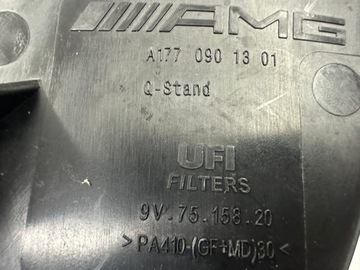 AMG
A177 090 13 01
Q-Stand
UFI
FILTERS
9V.75.158.20
>PA410-(GF+MD)30<